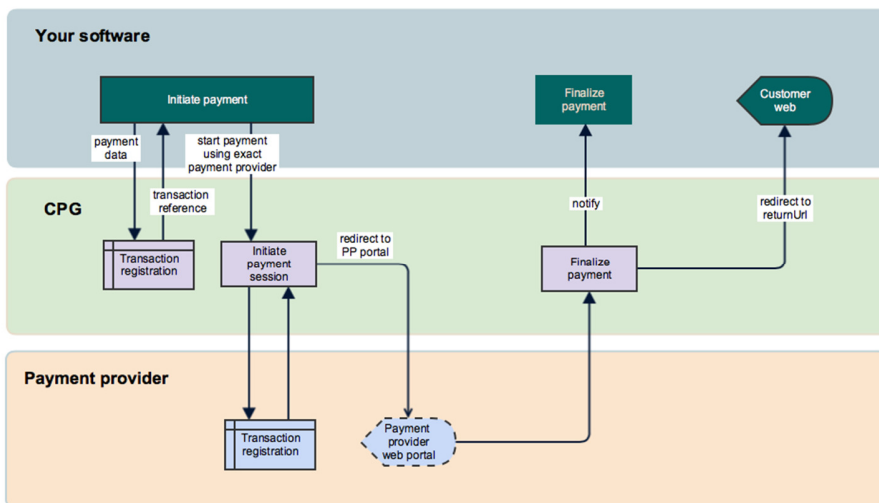 Your software
Initiate payment
Finalize
payment
Customer
web
payment
data
start payment
using exact
payment provider
transaction
reference
CPG
notify
redirect to
returnUrl
Transaction
registration
Initiate
payment
session
redirect to
PP portal
Finalize
payment
Payment provider
Transaction
registration
Payment
provider
web portal